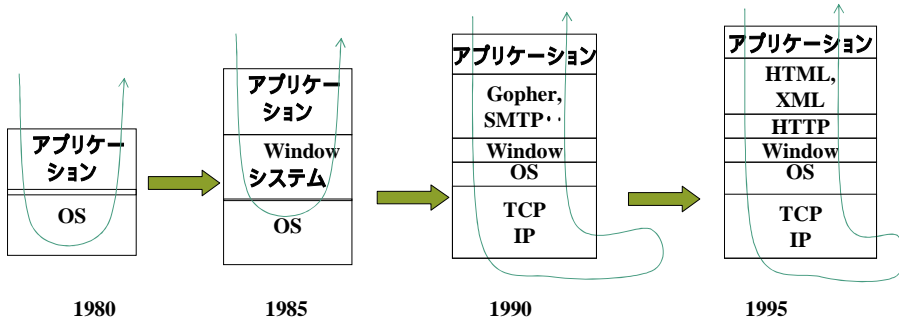 アプリケー
ション
OS
1980
アプリケー
ション
Window
システム
OS
1985
アプリケーション
Gopher,
SMTP・・
Window
OS
TCP
IP
1990
アプリケーション
HTML,
XML
HTTP
Window
OS
TCP
IP
1995